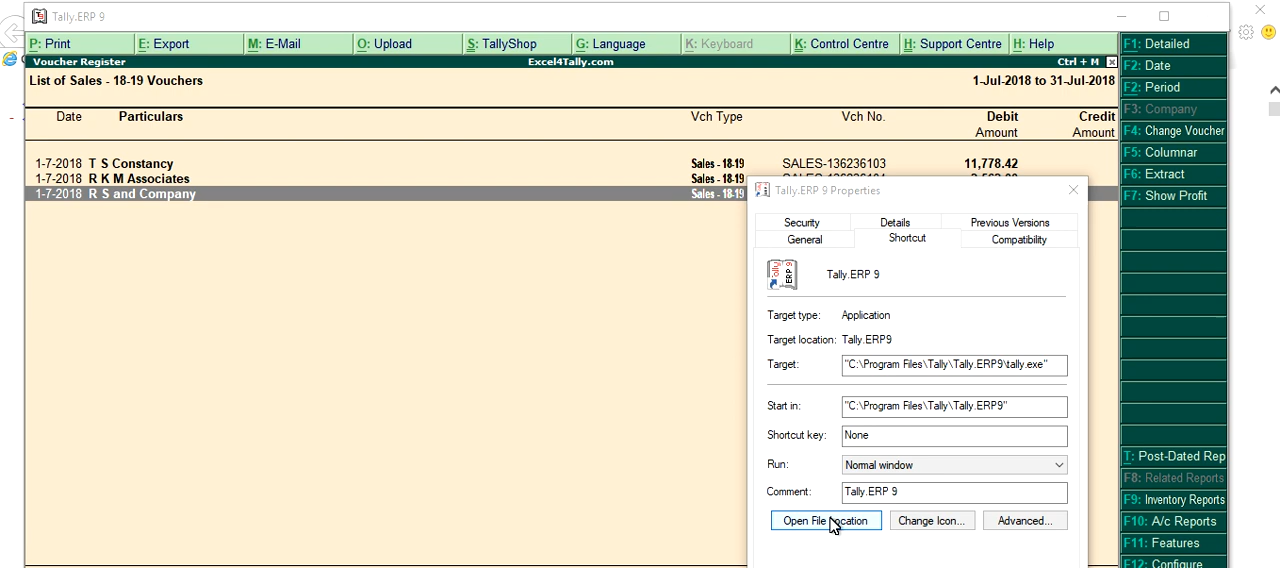 Tally.ERP 9
P: Print E: Export M: E-Mail O: Upload S: TallyShop G: Language K: Keyboard K: Control Centre H: Support Centre H: Help
Voucher Register Excel4Tally.com Ctrl + M
List of Sales - 18-19 Vouchers 1-Jul-2018 to 31-Jul-2018
Date Particulars Vch Type Vch No. Debit Credit
Amount Amount
1-7-2018 T S Constancy Sales - 18-19 SALES-136236103 11,778.42
1-7-2018 R K M Associates Sales - 18-19
1-7-2018 R S and Company Sales - 18-19
Tally.ERP 9 Properties
Security Details Previous Versions
General Shortcut Compatibility
Tally.ERP 9
Target type: Application
Target location: Tally.ERP9
Target: "C:\Program Files\Tally\Tally.ERP9\tally.exe"
Start in: "C:\Program Files\Tally\Tally.ERP9"
Shortcut key: None
Run: Normal window
Comment: Tally.ERP 9
Open File Location Change Icon... Advanced...
F1: Detailed
F2: Date
F2: Period
F3: Company
F4: Change Voucher
F5: Columnar
F6: Extract
F7: Show Profit
T: Post-Dated Rep
F8: Related Reports
F9: Inventory Reports
F10: A/c Reports
F11: Features
F12: Configure